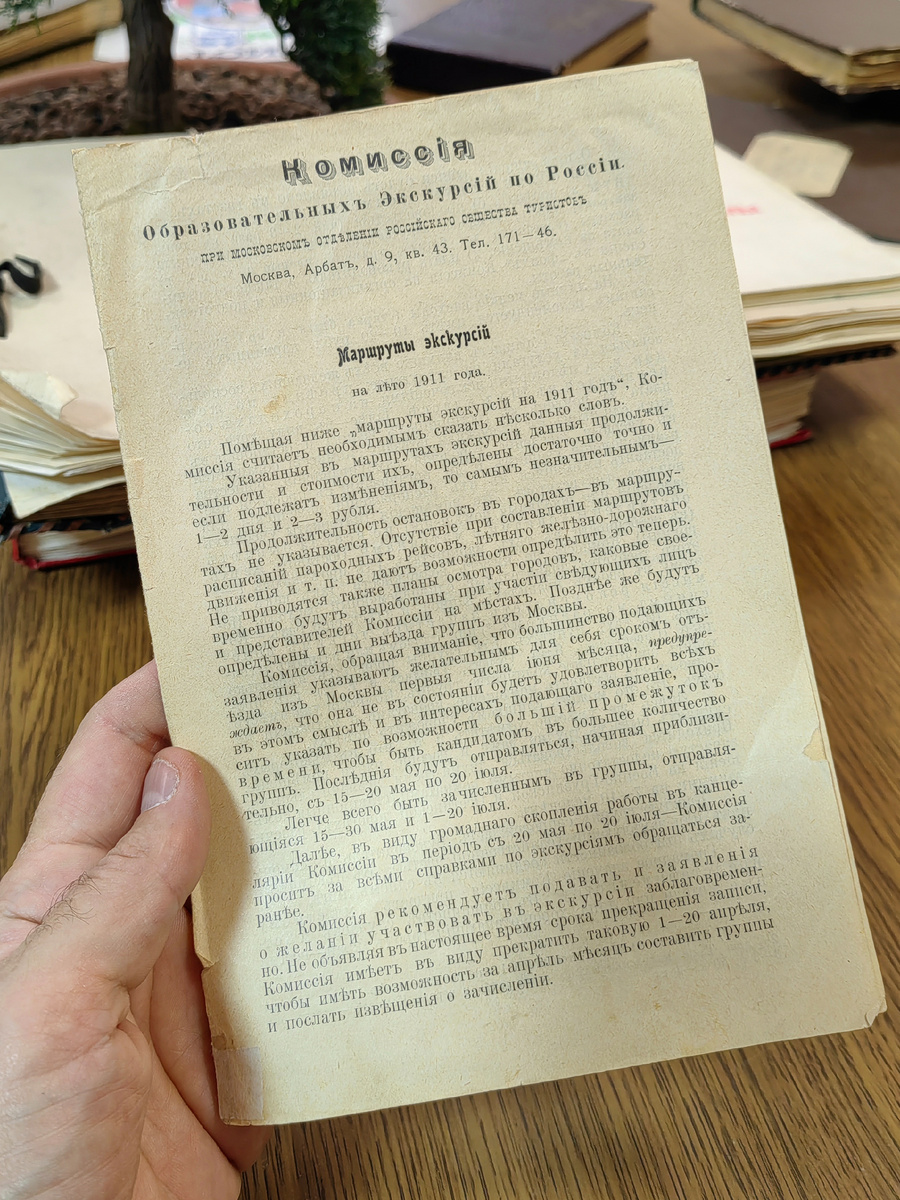 Комиссія
Образовательныхъ Экскурсій по Россіи.
ПРИ МОСКОВСКОМЪ ОТДѢЛЕНІИ РОССІЙСКАГО ОБЩЕСТВА ТУРИСТОВЪ
Москва, Арбатъ, д. 9, кв. 43. Тел. 171—46.
Маршруты экскурсій
на лѣто 1911 года.
Помѣщая ниже „маршруты экскурсій на 1911 годъ“, Ко-
миссія считаетъ необходимымъ сказать нѣсколько словъ.
Указанныя въ маршрутахъ экскурсій данныя продолжи-
тельности и стоимости ихъ, опредѣлены достаточно точно и
если подлежатъ измѣненіямъ, то самымъ незначительнымъ—
1—2 дня и 2—3 рубля.
Продолжительность остановокъ въ городахъ—въ маршру-
тахъ не указывается. Отсутствіе при составленіи маршрутовъ
расписаній пароходныхъ рейсовъ, лѣтняго желѣзно-дорожнаго
движенія и т. п. не даютъ возможности опредѣлить это теперь.
Не приводятся также планы осмотра городовъ, каковые свое-
временно будутъ выработаны при участіи свѣдующихъ лицъ
и представителей Комиссіи на мѣстахъ. Позднѣе же будутъ
опредѣлены и дни выѣзда группъ изъ Москвы.
Комиссія, обращая вниманіе, что большинство подающихъ
заявленія указываютъ желательнымъ для себя срокомъ отъ-
ѣзда изъ Москвы первыя числа іюня мѣсяца, предупре-
ждаетъ, что она не въ состояніи будетъ удовлетворить всѣхъ
въ этомъ смыслѣ и въ интересахъ подающаго заявленіе, про-
ситъ указать по возможности большій промежутокъ
времени, чтобы быть кандидатомъ въ большее количество
группъ. Послѣднія будутъ отправляться, начиная приблизи-
тельно, съ 15—20 мая по 20 іюля.
Легче всего быть зачисленнымъ въ группы, отправля-
ющіяся 15—30 мая и 1—20 іюля.
Далѣе, въ виду громаднаго скопленія работы въ канце-
ляріи Комиссіи въ періодъ съ 20 мая по 20 іюля—Комиссія
проситъ за всѣми справками по экскурсіямъ обращаться за-
ранѣе.
Комиссія рекомендуетъ подавать и заявленія
о желаніи участвовать въ экскурсіи заблаговремен-
но. Не объявляя въ настоящее время срока прекращенія записи,
Комиссія имѣетъ въ виду прекратить таковую 1—20 апрѣля,
чтобы имѣть возможность за апрѣль мѣсяцъ составить группы
и послать извѣщенія о зачисленіи.